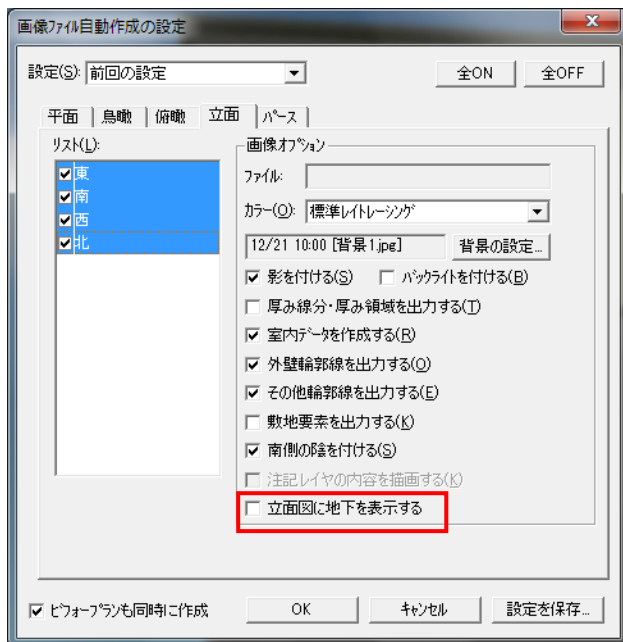 画像ファイル自動作成の設定
設定(S): 前回の設定 全ON 全OFF
平面 鳥瞰 俯瞰 立面 パース
リスト(L):
東
南
西
北
画像オプション
ファイル:
カラー(O): 標準レイトレーシング
12/21 10:00 [背景1.jpg] 背景の設定...
影を付ける(S) バックライトを付ける(B)
厚み線分・厚み領域を出力する(T)
室内データを作成する(R)
外壁輪郭線を出力する(O)
その他輪郭線を出力する(E)
敷地要素を出力する(K)
南側の陰を付ける(S)
注記レイヤの内容を描画する(K)
立面図に地下を表示する
ビフォープランも同時に作成 OK キャンセル 設定を保存...